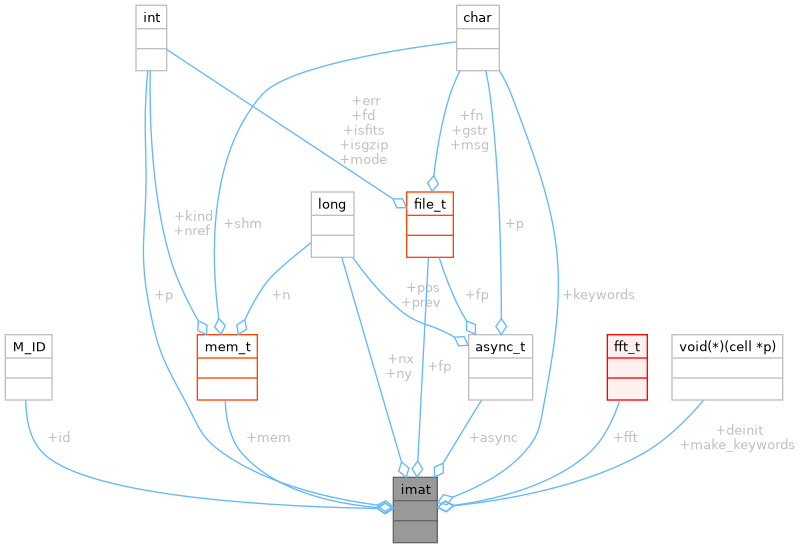 int
char
+err
+fd
+isfits
+isgzip
+mode
+fn
+gstr
+msg
long
file_t
+kind
+nref
+shm
+p
+n
+pos
+prev
+fp
+p
+keywords
M_ID
mem_t
async_t
fft_t
void(*)(cell *p)
+nx
+ny
+fp
+id
+mem
+async
+fft
+deinit
+make_keywords
imat